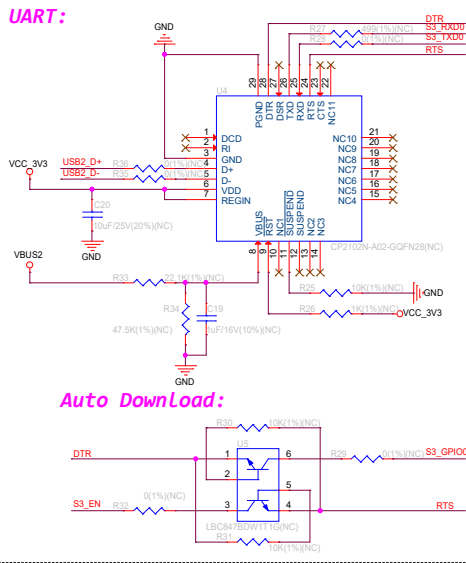 UART:
GND
DTR
R27 499(1%)(NC) S3_RXD0
R28 0(1%)(NC) S3_TXD0
RTS
29 28 27 26 25 24 23 22
U4
PGND DTR DSR TXD RXD RTS CTS NC11
1 DCD
2 RI
3 GND
4 D+
5 D-
6 VDD
7 REGIN
NC10 21
NC9 20
NC8 19
NC7 18
NC6 17
NC5 16
NC4 15
VCC_3V3
USB2_D+ R36 0(1%)(NC)
USB2_D- R35 0(1%)(NC)
C20
10uF/25V(20%)(NC)
GND
VBUS RST NC1 SUSPEND SUSPEND NC2 NC3
CP2102N-A02-GQFN28(NC)
8 9 10 11 12 13 14
VBUS2
R33 22.1K(1%)(NC)
R25 10K(1%)(NC) GND
R34 C19
R26 1K(1%)(NC) VCC_3V3
47.5K(1%)(NC) 1uF/16V(10%)(NC)
GND
Auto Download:
R30 10K(1%)(NC)
U5
DTR 1 6 R29 0(1%)(NC) S3_GPIO0
2 5
S3_EN R32 0(1%)(NC) 3 4 RTS
LBC847BDW1T1G(NC)
R31 10K(1%)(NC)